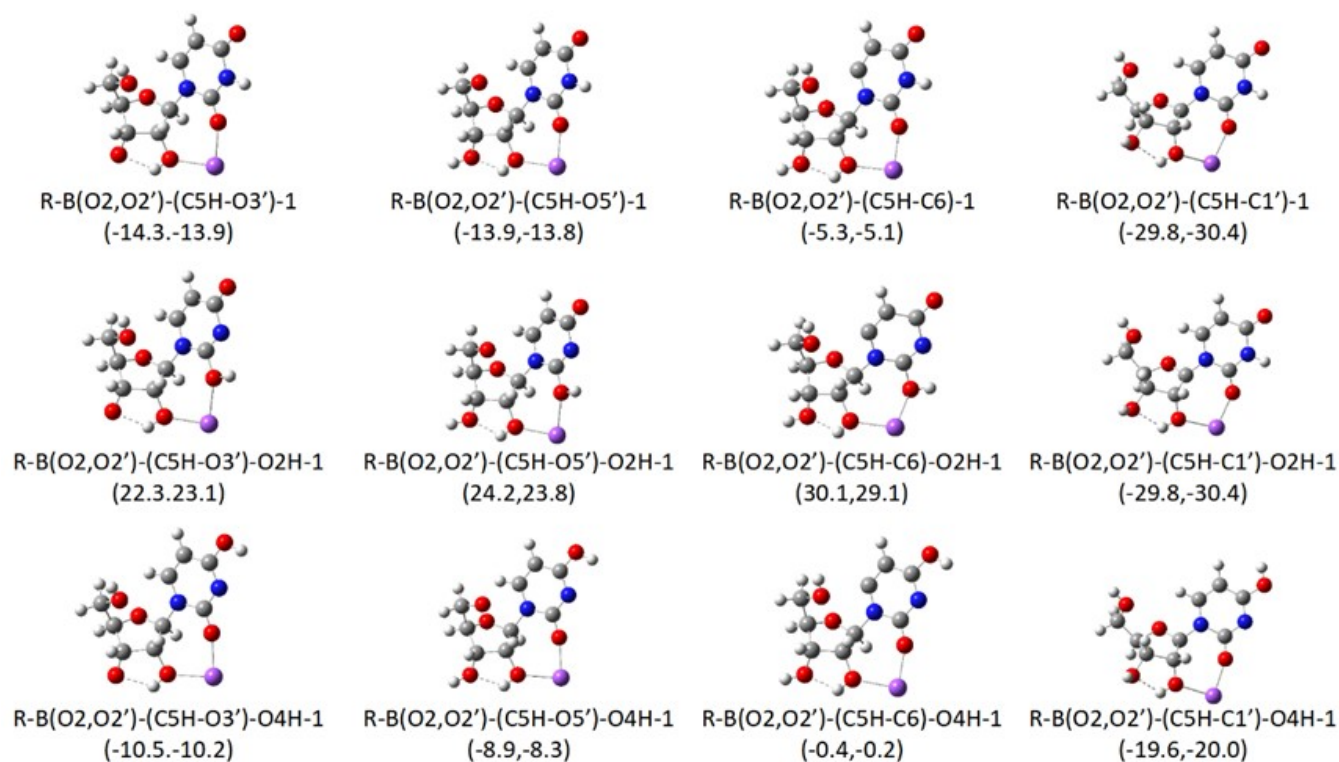 R-B(O2,O2’)-(C5H-O3’)-1
(-14.3.-13.9)
R-B(O2,O2’)-(C5H-O5’)-1
(-13.9,-13.8)
R-B(O2,O2’)-(C5H-C6)-1
(-5.3,-5.1)
R-B(O2,O2’)-(C5H-C1’)-1
(-29.8,-30.4)
R-B(O2,O2’)-(C5H-O3’)-O2H-1
(22.3.23.1)
R-B(O2,O2’)-(C5H-O5’)-O2H-1
(24.2,23.8)
R-B(O2,O2’)-(C5H-C6)-O2H-1
(30.1,29.1)
R-B(O2,O2’)-(C5H-C1’)-O2H-1
(-29.8,-30.4)
R-B(O2,O2’)-(C5H-O3’)-O4H-1
(-10.5.-10.2)
R-B(O2,O2’)-(C5H-O5’)-O4H-1
(-8.9,-8.3)
R-B(O2,O2’)-(C5H-C6)-O4H-1
(-0.4,-0.2)
R-B(O2,O2’)-(C5H-C1’)-O4H-1
(-19.6,-20.0)